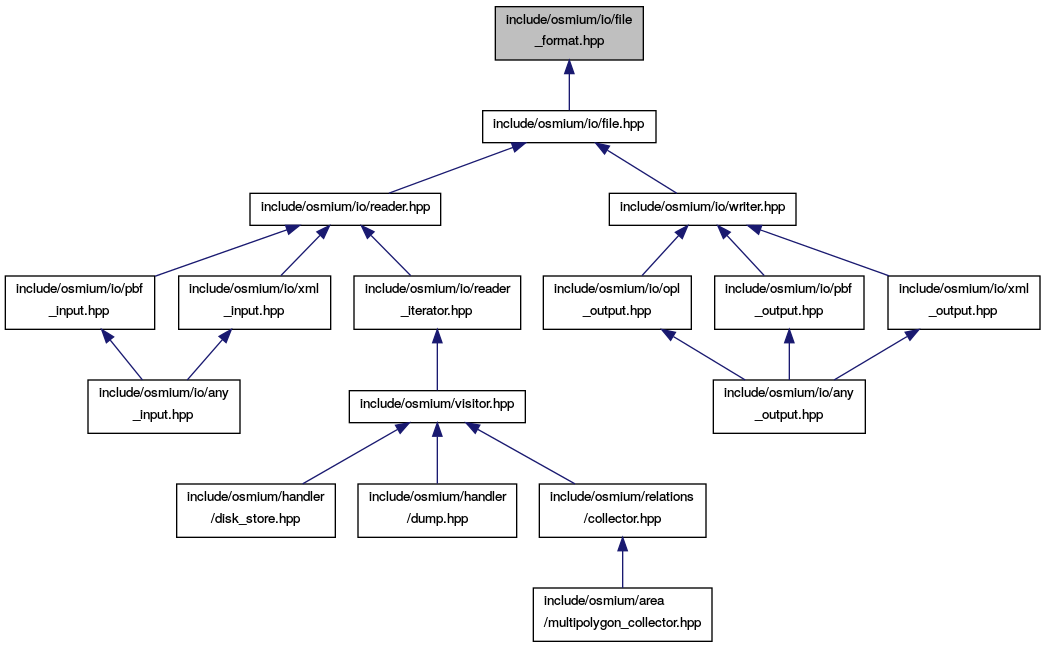 include/osmium/io/file
_format.hpp
include/osmium/io/file.hpp
include/osmium/io/reader.hpp
include/osmium/io/writer.hpp
include/osmium/io/pbf
_input.hpp
include/osmium/io/xml
_input.hpp
include/osmium/io/reader
_iterator.hpp
include/osmium/io/opl
_output.hpp
include/osmium/io/pbf
_output.hpp
include/osmium/io/xml
_output.hpp
include/osmium/io/any
_input.hpp
include/osmium/visitor.hpp
include/osmium/io/any
_output.hpp
include/osmium/handler
/disk_store.hpp
include/osmium/handler
/dump.hpp
include/osmium/relations
/collector.hpp
include/osmium/area
/multipolygon_collector.hpp